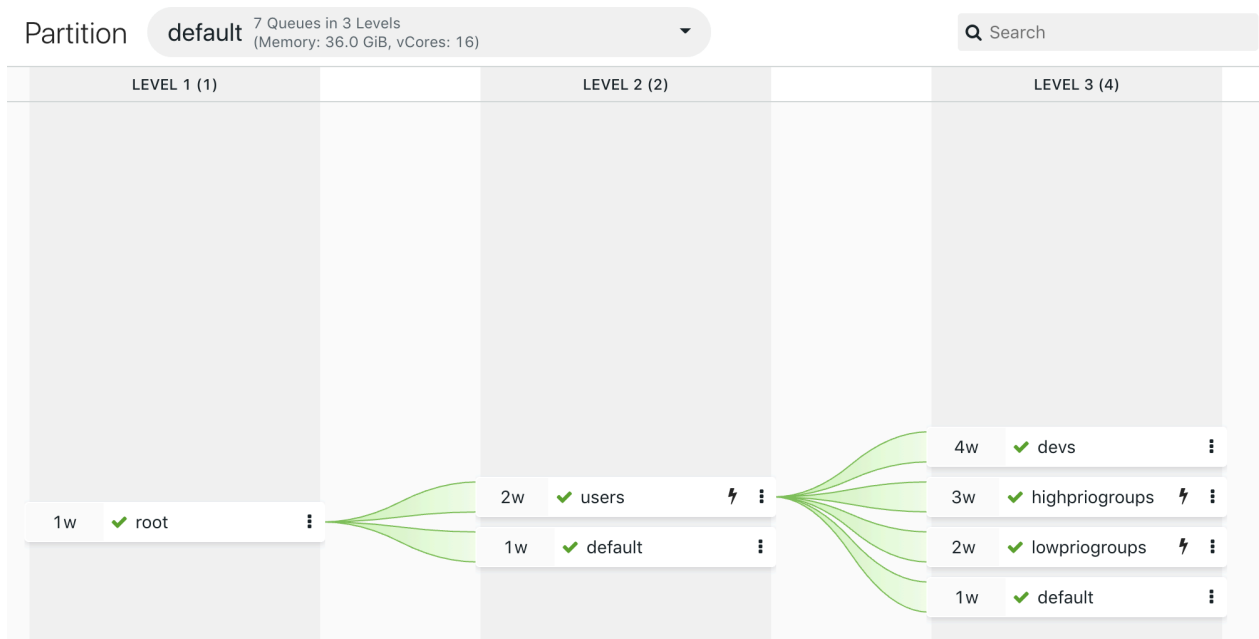 Partition
default
7 Queues in 3 Levels
(Memory: 36.0 GiB, vCores: 16)
Search
LEVEL 1 (1)
LEVEL 2 (2)
LEVEL 3 (4)
1w root
2w users
1w default
4w devs
3w highpriogroups
2w lowpriogroups
1w default